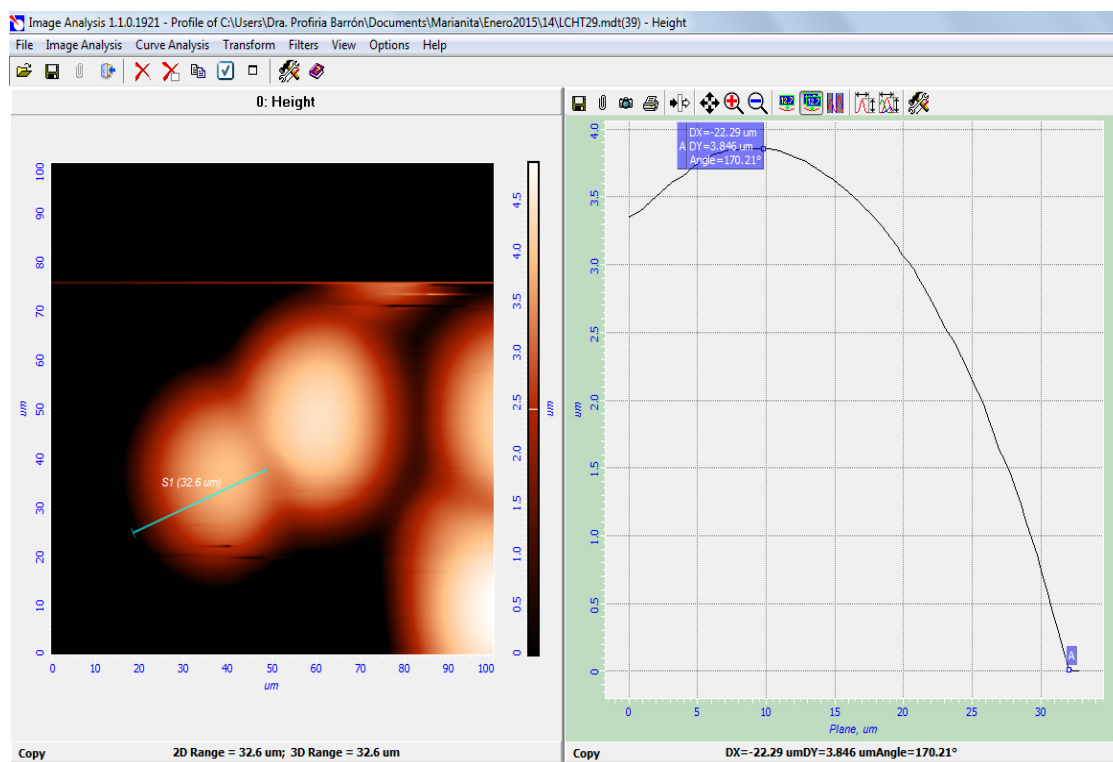 Image Analysis 1.1.0.1921 - Profile of C:\Users\Dra. Profiria Barrón\Documents\Marianita\Enero2015\14\LCHT29.mdt(39) - Height
File Image Analysis Curve Analysis Transform Filters View Options Help
0: Height
100
90
80
70
60
50
40
30
20
10
0
um
0 10 20 30 40 50 60 70 80 90 100
um
S1 (32.6 um)
4.5
4.0
3.5
3.0
2.5
2.0
1.5
1.0
0.5
0
um
Copy 2D Range = 32.6 um; 3D Range = 32.6 um
DX=-22.29 um
A DY=3.846 um
Angle=170.21°
4.0
3.5
3.0
2.5
2.0
1.5
1.0
0.5
0
um
A
0 5 10 15 20 25 30
Plane, um
Copy DX=-22.29 umDY=3.846 umAngle=170.21°